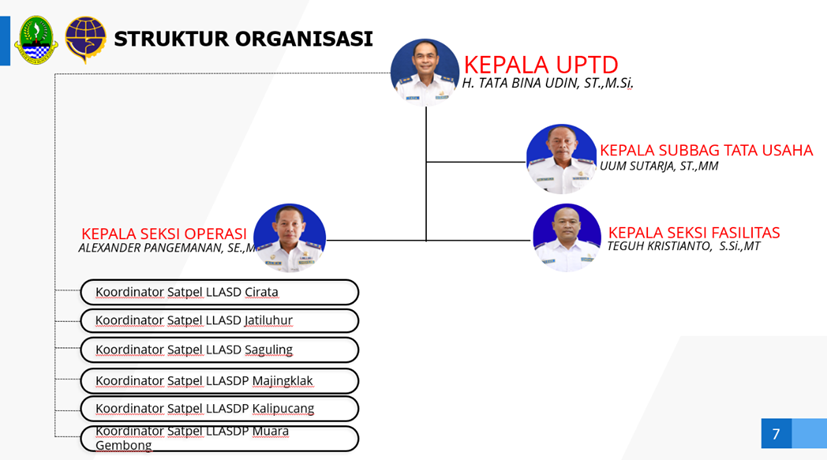 STRUKTUR ORGANISASI
KEPALA UPTD
H. TATA BINA UDIN, ST.,M.Si.
KEPALA SUBBAG TATA USAHA
UUM SUTARJA, ST.,MM
KEPALA SEKSI OPERASI
ALEXANDER PANGEMANAN, SE.,M
KEPALA SEKSI FASILITAS
TEGUH KRISTIANTO, S.Si.,MT
Koordinator Satpel LLASD Cirata
Koordinator Satpel LLASD Jatiluhur
Koordinator Satpel LLASD Saguling
Koordinator Satpel LLASDP Majingklak
Koordinator Satpel LLASDP Kalipucang
Koordinator Satpel LLASDP Muara
Gembong
7